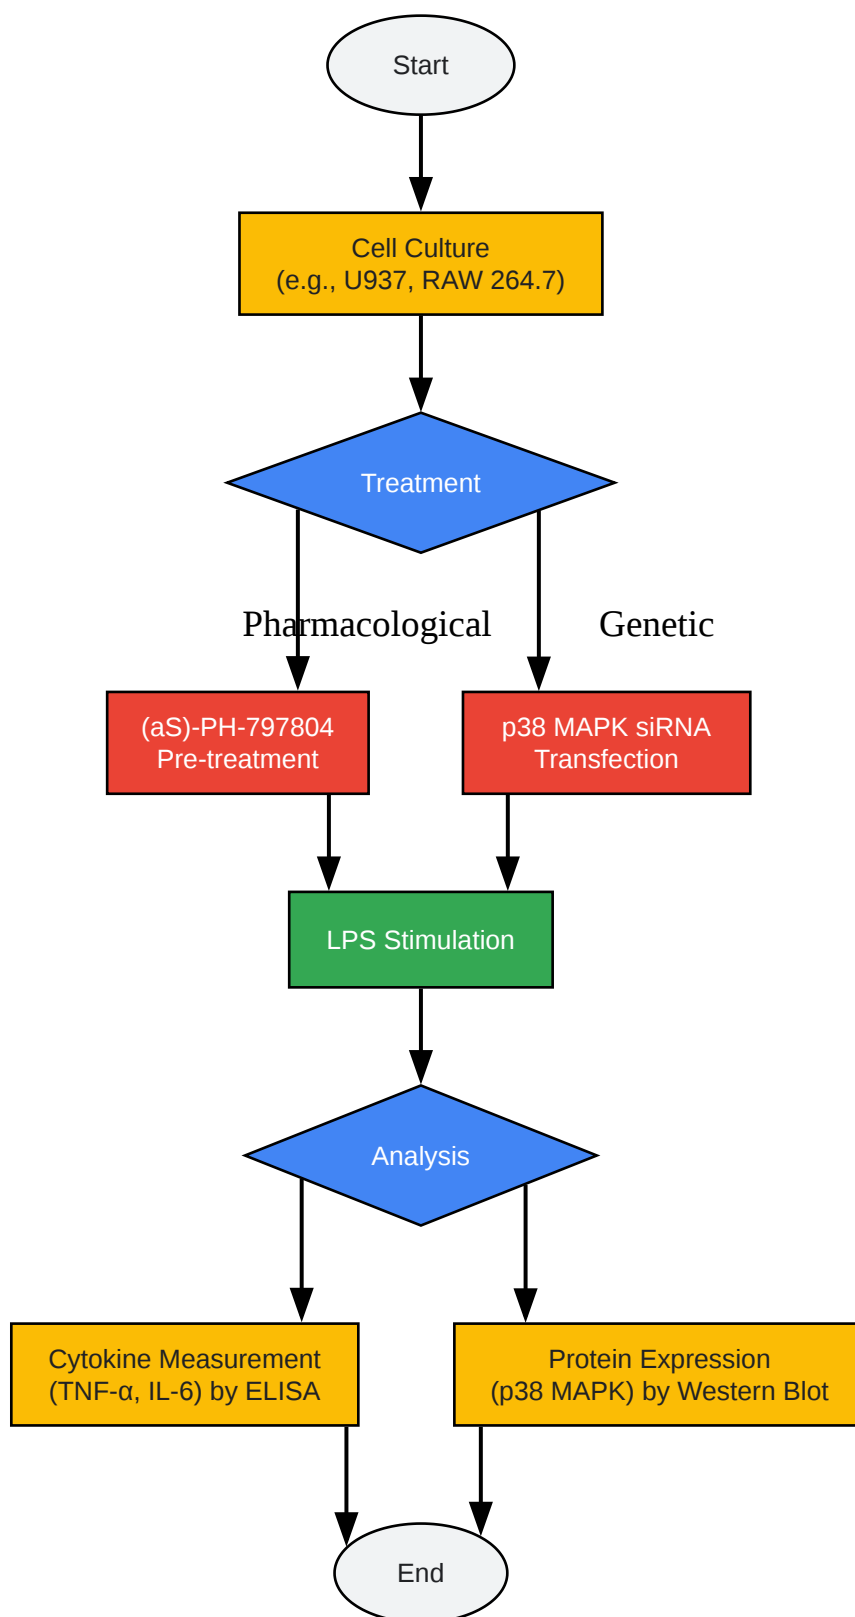 Start
Cell Culture
(e.g., U937, RAW 264.7)
Treatment
Pharmacological
Genetic
(aS)-PH-797804
Pre-treatment
p38 MAPK siRNA
Transfection
LPS Stimulation
Analysis
Cytokine Measurement
(TNF-α, IL-6) by ELISA
Protein Expression
(p38 MAPK) by Western Blot
End